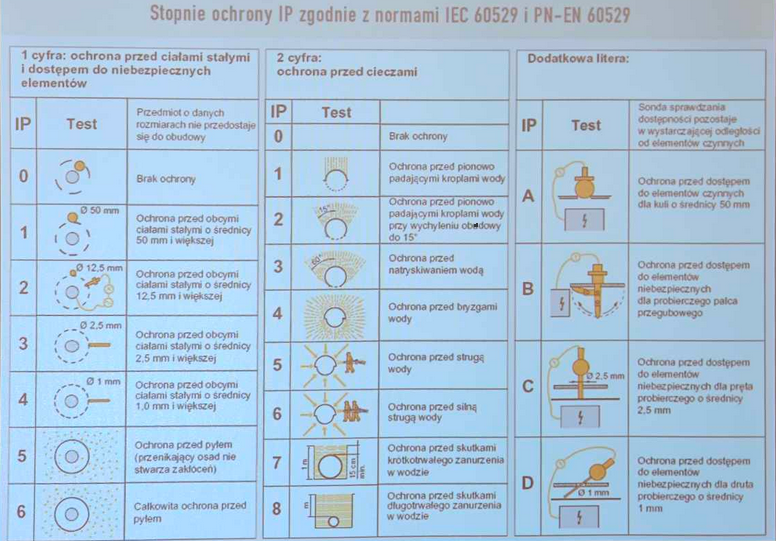 Stopnie ochrony IP zgodnie z normami IEC 60529 i PN-EN 60529
1 cyfra: ochrona przed ciałami stałymi
i dostępem do niebezpiecznych
elementów
IP
Test
Przedmiot o danych
rozmiarach nie przedostaje
się do obudowy
0
Brak ochrony
1
Ø 50 mm
Ochrona przed obcymi
ciałami stałymi o średnicy
50 mm i większej
2
Ø 12,5 mm
Ochrona przed obcymi
ciałami stałymi o średnicy
12,5 mm i większej
3
Ø 2,5 mm
Ochrona przed obcymi
ciałami stałymi o średnicy
2,5 mm i większej
4
Ø 1 mm
Ochrona przed obcymi
ciałami stałymi o średnicy
1,0 mm i większej
5
Ochrona przed pyłem
(przenikający osad nie
stwarza zakłóceń)
6
Całkowita ochrona przed
pyłem
2 cyfra:
ochrona przed cieczami
IP
Test
0
Brak ochrony
1
Ochrona przed pionowo
padającymi kroplami wody
2
15°
Ochrona przed pionowo
padającymi kroplami wody
przy wychyleniu obudowy
do 15°
3
60°
Ochrona przed
natryskiwaniem wodą
4
Ochrona przed bryzgami
wody
5
Ochrona przed strugą
wody
6
Ochrona przed silną
strugą wody
7
1 m
15 cm
min.
Ochrona przed skutkami
krótkotrwałego zanurzenia
w wodzie
8
m
Ochrona przed skutkami
długotrwałego zanurzenia
w wodzie
Dodatkowa litera:
IP
Test
Sonda sprawdzania
dostępności pozostaje
w wystarczającej odległości
od elementów czynnych
A
Ochrona przed dostępem
do elementów czynnych
dla kuli o średnicy 50 mm
B
Ochrona przed dostępem
do elementów
niebezpiecznych
dla probierczego palca
przegubowego
C
Ø 2,5 mm
Ochrona przed dostępem
do elementów
niebezpiecznych dla pręta
probierczego o średnicy
2,5 mm
D
Ø 1 mm
Ochrona przed dostępem
do elementów
niebezpiecznych dla druta
probierczego o średnicy
1 mm